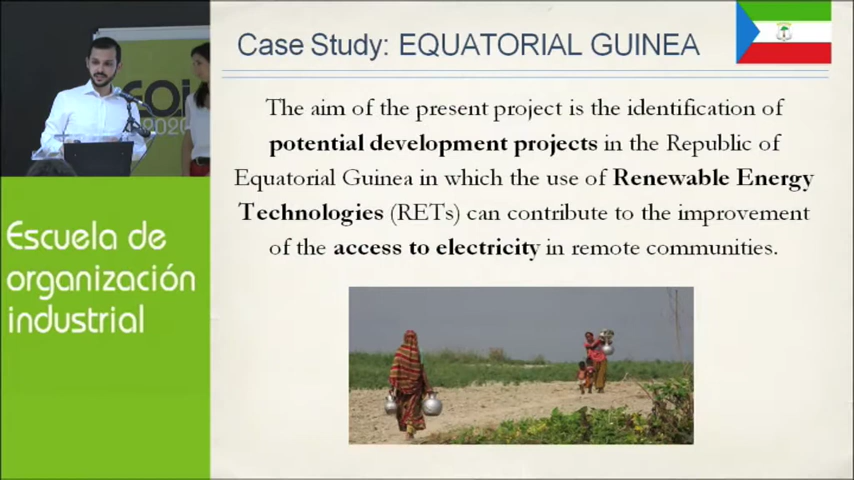 Case Study: EQUATORIAL GUINEA
The aim of the present project is the identification of
potential development projects in the Republic of
Equatorial Guinea in which the use of Renewable Energy
Technologies (RETs) can contribute to the improvement
of the access to electricity in remote communities.
eoi
2020
Escuela de
organización
industrial